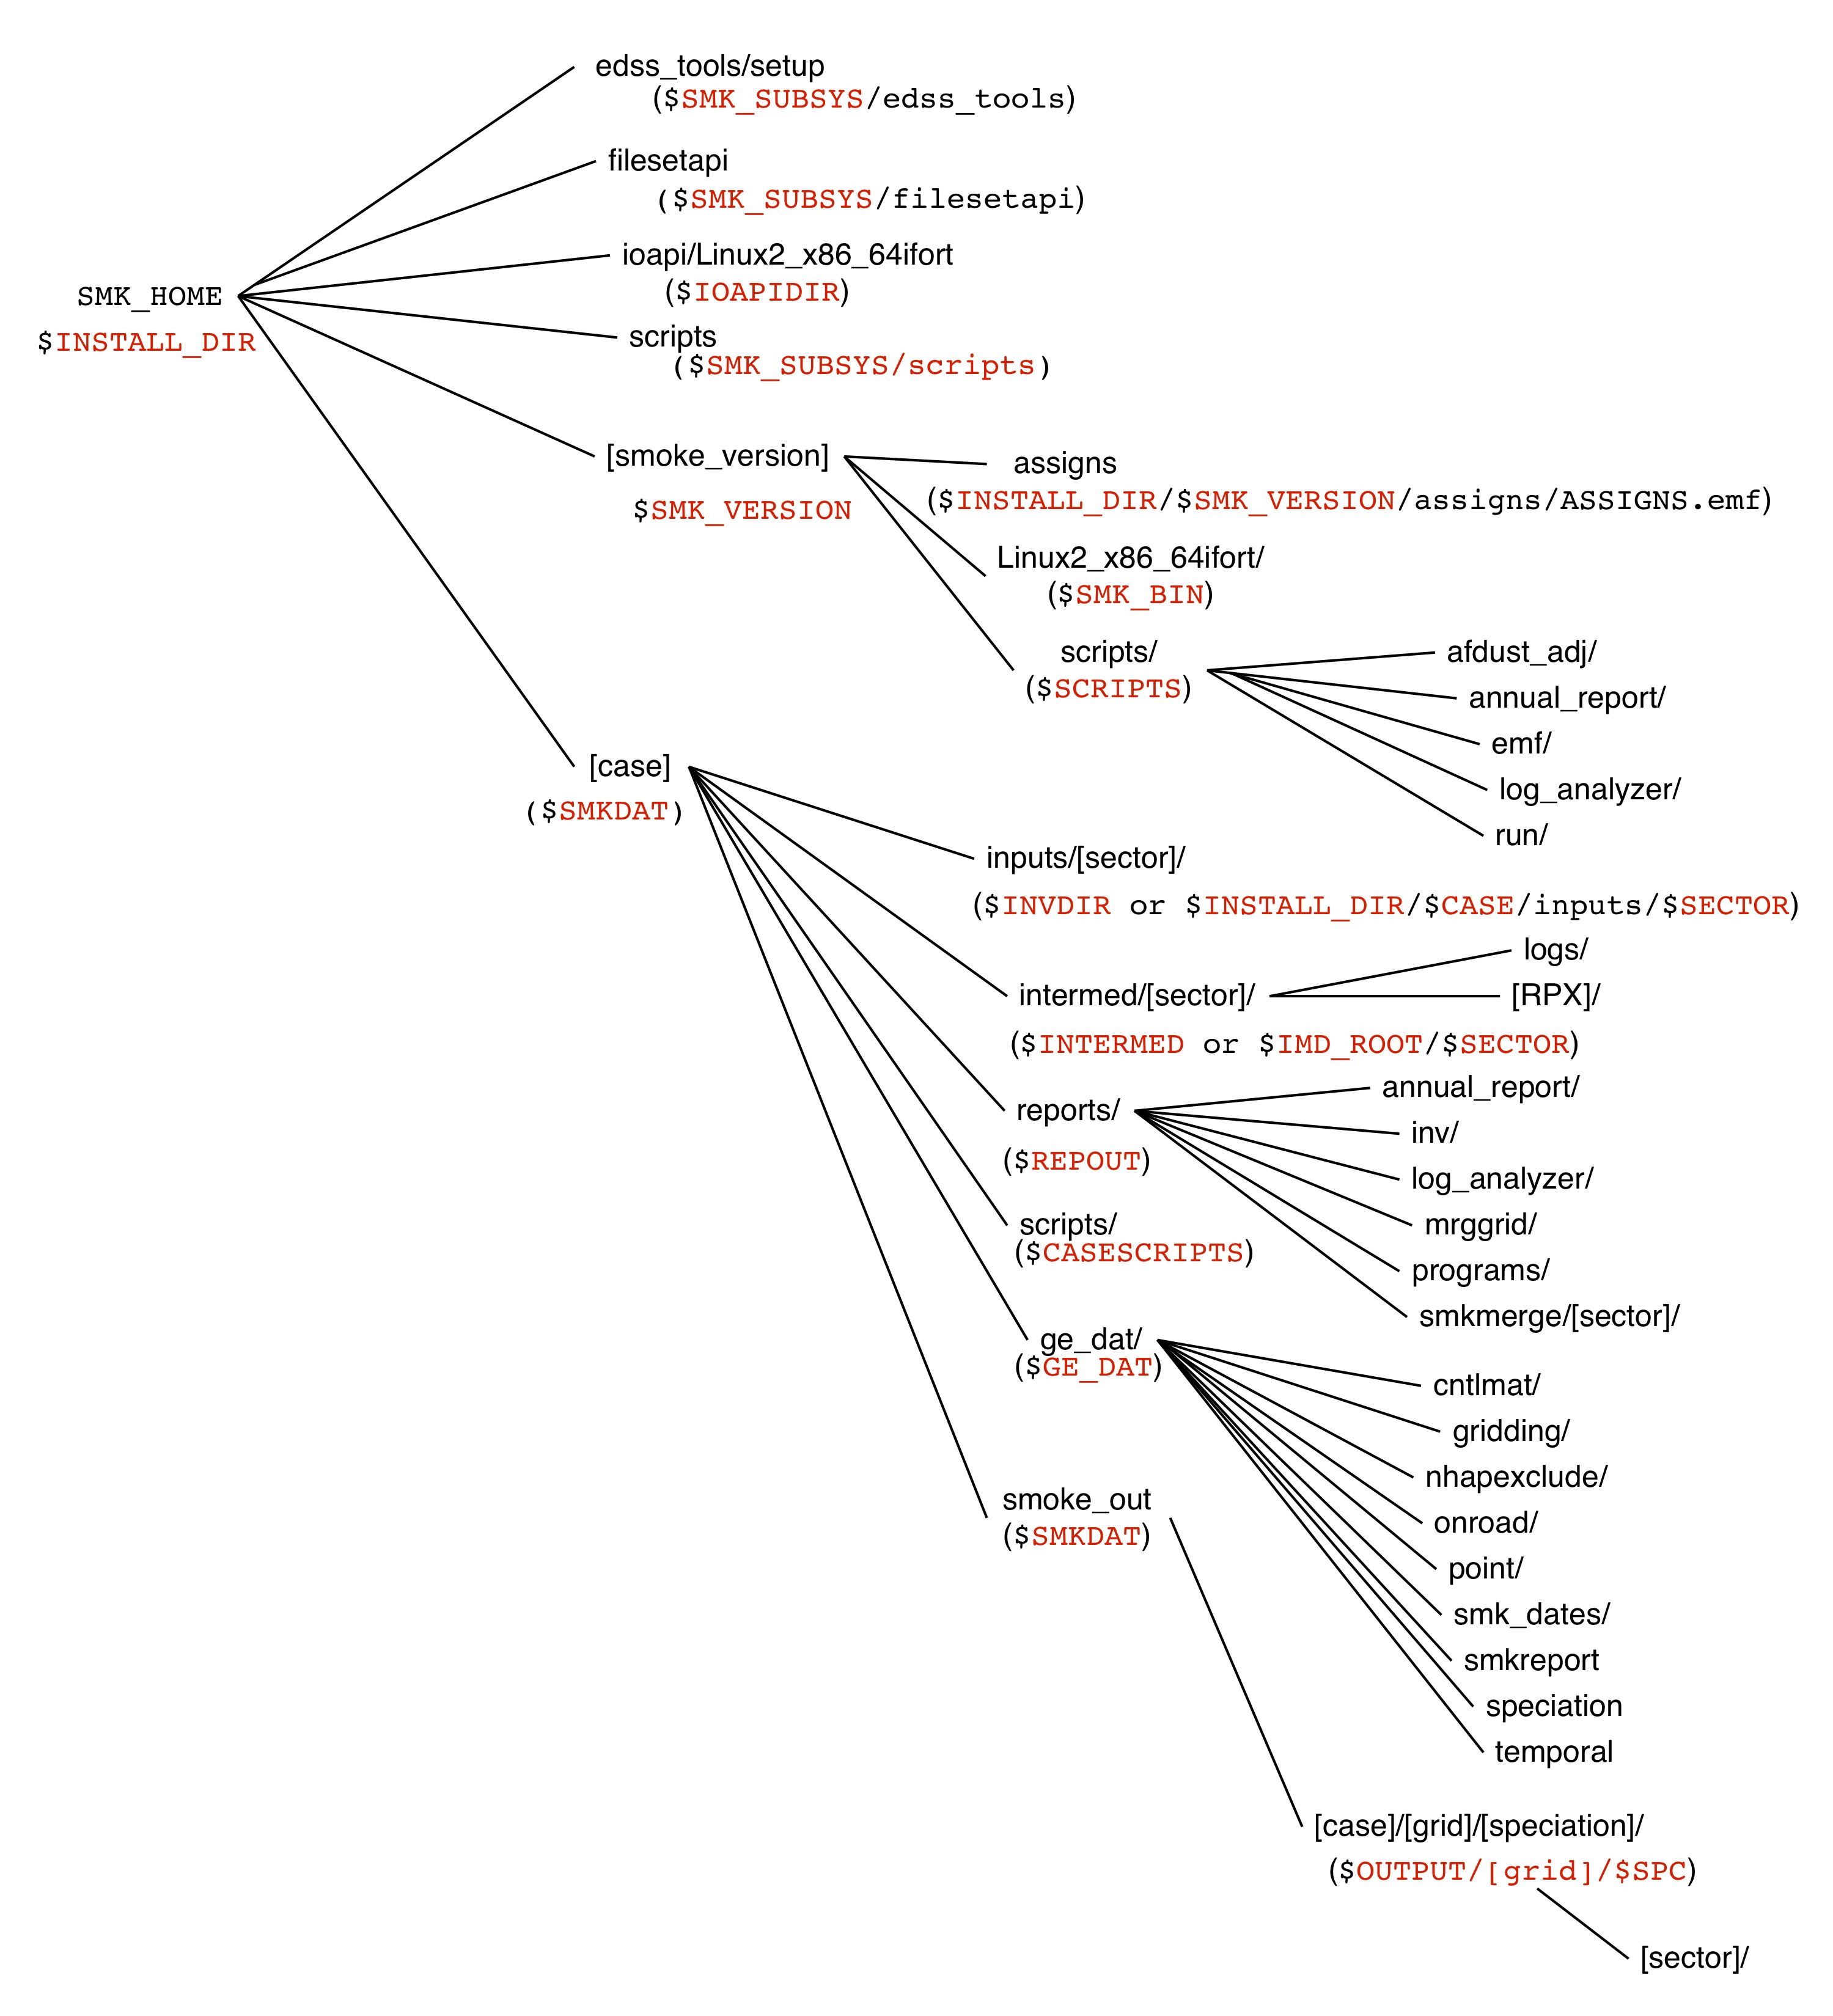 edss_tools/setup
($SMK_SUBSYS/edss_tools)
filesetapi
($SMK_SUBSYS/filesetapi)
ioapi/Linux2_x86_64ifort
($IOAPIDIR)
SMK_HOME
$INSTALL_DIR
scripts
($SMK_SUBSYS/scripts)
[smoke_version]
$SMK_VERSION
assigns
($INSTALL_DIR/$SMK_VERSION/assigns/ASSIGNS.emf)
Linux2_x86_64ifort/
($SMK_BIN)
scripts/
($SCRIPTS)
afdust_adj/
annual_report/
emf/
log_analyzer/
run/
[case]
($SMKDAT)
inputs/[sector]/
($INVDIR or $INSTALL_DIR/$CASE/inputs/$SECTOR)
intermed/[sector]/
($INTERMED or $IMD_ROOT/$SECTOR)
logs/
[RPX]/
reports/
($REPOUT)
annual_report/
inv/
log_analyzer/
mrggrid/
programs/
smkmerge/[sector]/
scripts/
($CASESCRIPTS)
ge_dat/
($GE_DAT)
cntlmat/
gridding/
nhapexclude/
onroad/
point/
smk_dates/
smkreport
speciation
temporal
smoke_out
($SMKDAT)
[case]/[grid]/[speciation]/
($OUTPUT/[grid]/$SPC)
[sector]/